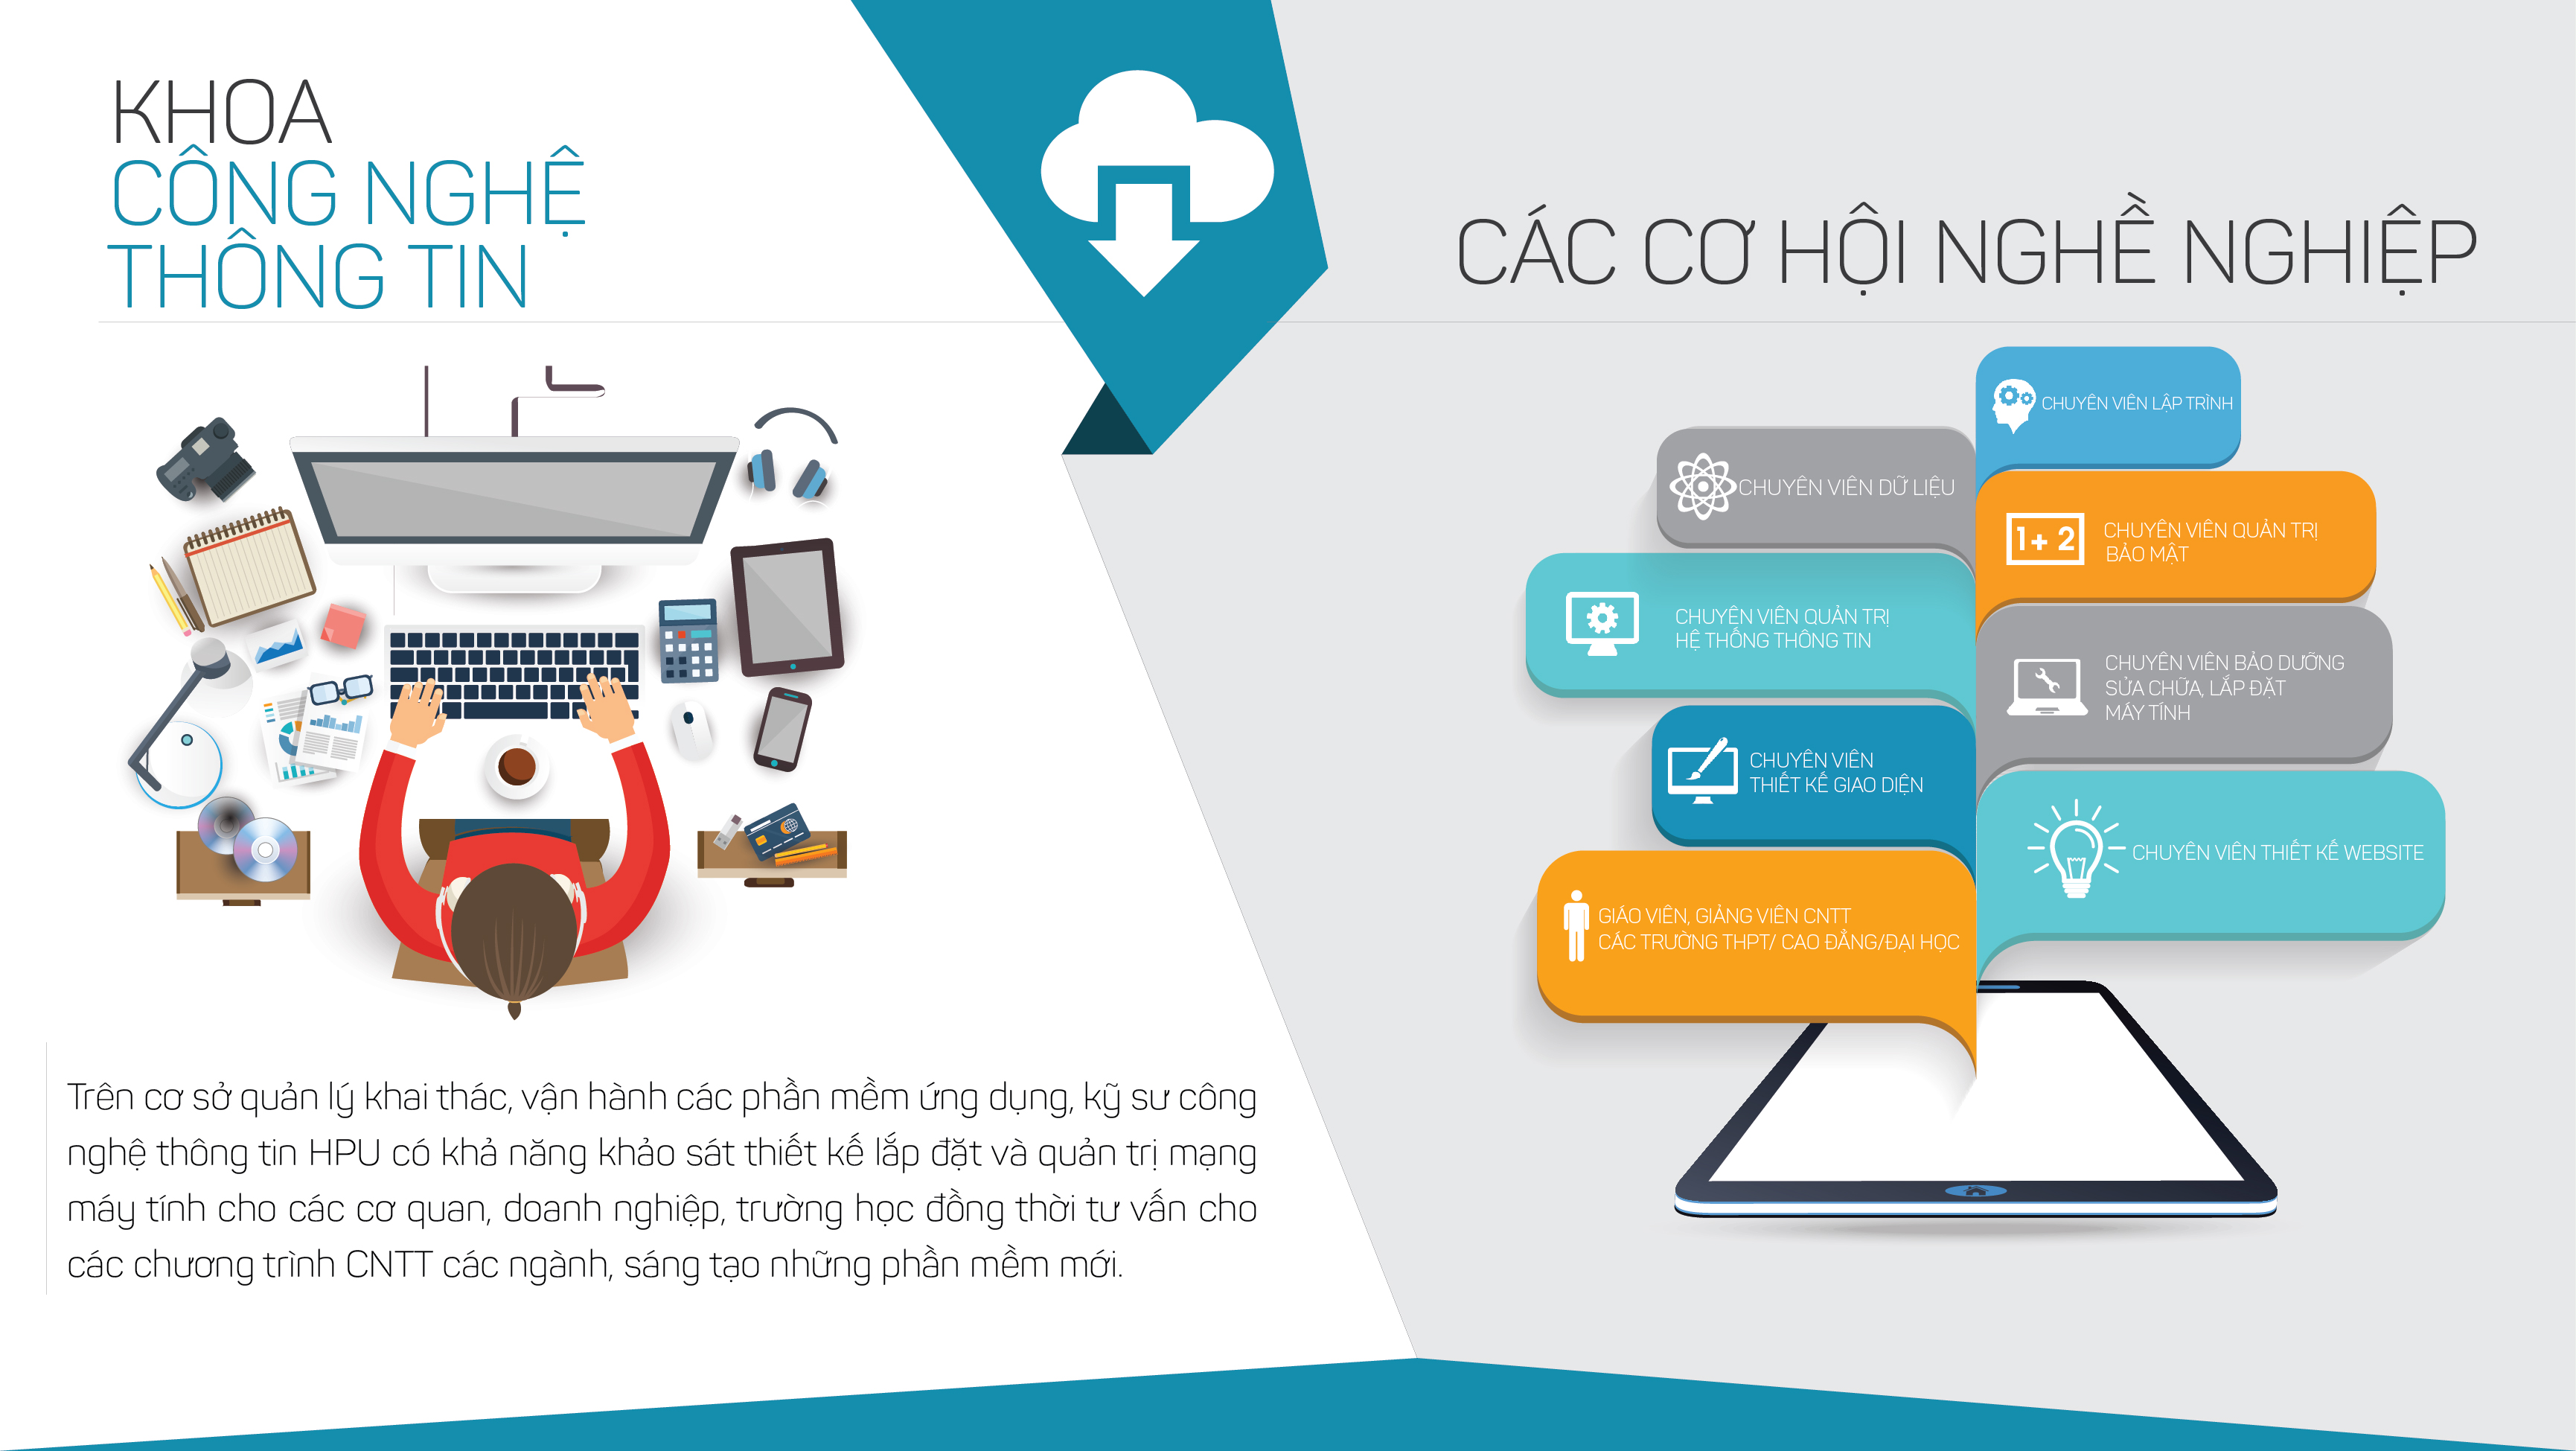 KHOA
CÔNG NGHỆ
THÔNG TIN
CÁC CƠ HỘI NGHỀ NGHIỆP
CHUYÊN VIÊN LẬP TRÌNH
CHUYÊN VIÊN DỮ LIỆU
1+ 2
CHUYÊN VIÊN QUẢN TRỊ
BẢO MẬT
CHUYÊN VIÊN QUẢN TRỊ
HỆ THỐNG THÔNG TIN
CHUYÊN VIÊN BẢO DƯỠNG
SỬA CHỮA, LẮP ĐẶT
MÁY TÍNH
CHUYÊN VIÊN
THIẾT KẾ GIAO DIỆN
CHUYÊN VIÊN THIẾT KẾ WEBSITE
GIÁO VIÊN, GIẢNG VIÊN CNTT
CÁC TRƯỜNG THPT/ CAO ĐẲNG/ĐẠI HỌC
Trên cơ sở quản lý khai thác, vận hành các phần mềm ứng dụng, kỹ sư công
nghệ thông tin HPU có khả năng khảo sát thiết kế lắp đặt và quản trị mạng
máy tính cho các cơ quan, doanh nghiệp, trường học đồng thời tư vấn cho
các chương trình CNTT các ngành, sáng tạo những phần mềm mới.